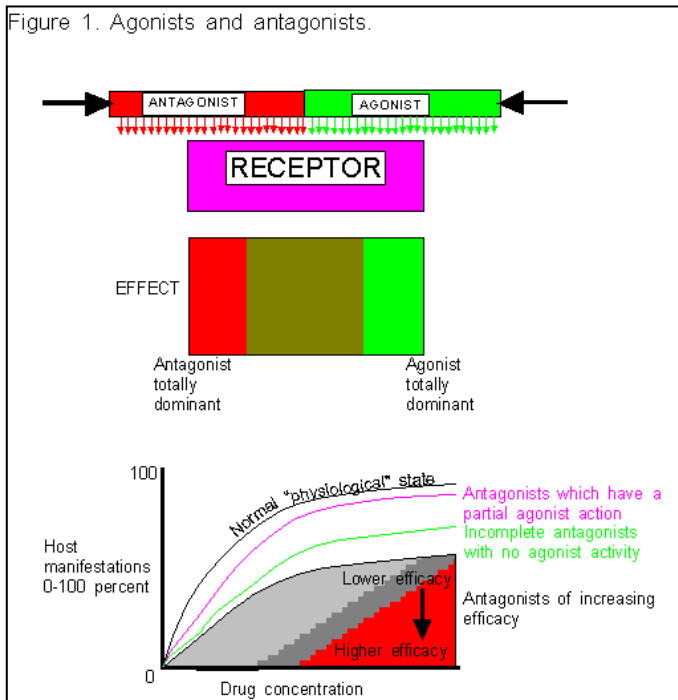 Figure 1. Agonists and antagonists.
ANTAGONIST
AGONIST
RECEPTOR
EFFECT
Antagonist
totally
dominant
Agonist
totally
dominant
100
Normal "physiological" state
Antagonists which have a
partial agonist action
Incomplete antagonists
with no agonist activity
Host
manifestations
0-100 percent
Lower efficacy
Antagonists of increasing
efficacy
Higher efficacy
0
Drug concentration